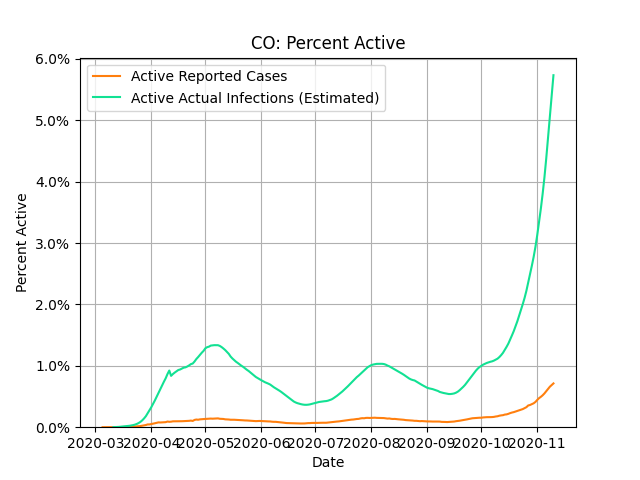 CO: Percent Active
Active Reported Cases
Active Actual Infections (Estimated)
6.0%
5.0%
4.0%
3.0%
2.0%
1.0%
0.0%
Percent Active
2020-03 2020-04 2020-05 2020-06 2020-07 2020-08 2020-09 2020-10 2020-11
Date